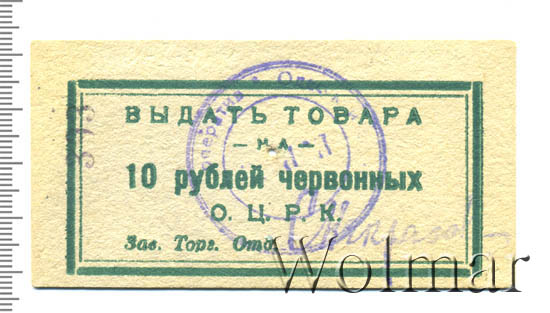 ВЫДАТЬ ТОВАРА
— НА —
10 рублей червонных
О. Ц. Р. К.
Зав. Торг. Отд.
Wolmar